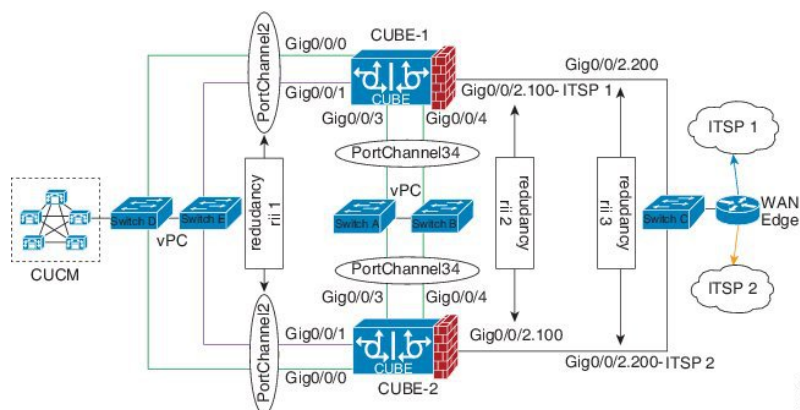 CUBE-1
PortChannel2
Gig0/0/0
Gig0/0/1
CUBE
Gig0/0/2.200
Gig0/0/2.100-ITSP 1
Gig0/0/3
Gig0/0/4
PortChannel34
ITSP 1
redudancy
rii 1
vPC
redudancy
rii 2
redudancy
rii 3
Switch D
Switch E
vPC
CUCM
Switch A
Switch B
Switch C
WAN
Edge
PortChannel34
ITSP 2
Gig0/0/3
Gig0/0/4
PortChannel2
Gig0/0/1
Gig0/0/0
CUBE
Gig0/0/2.100
Gig0/0/2.200-ITSP 2
CUBE-2